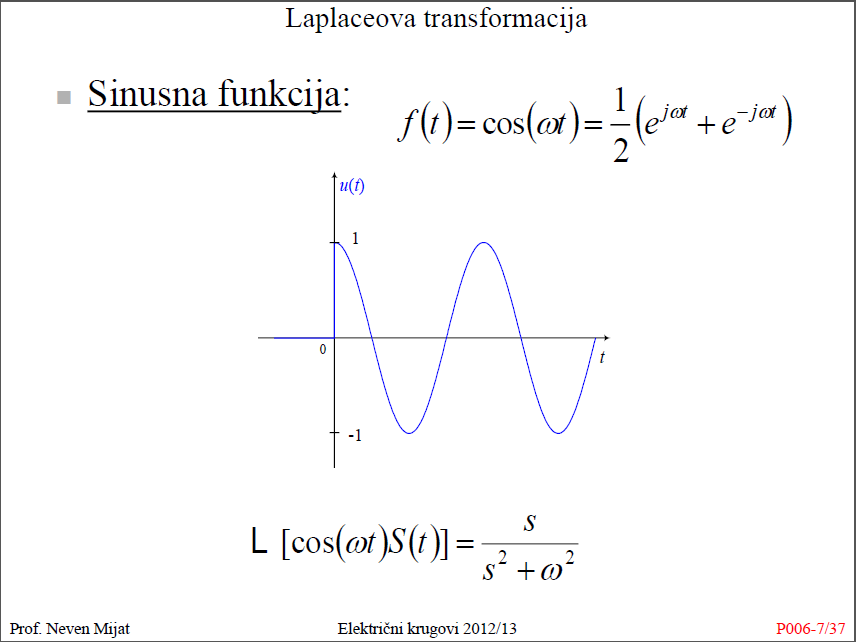 Laplaceova transformacija
Sinusna funkcija:
f(t) = cos(ωt) = 1/2 (e^{jωt} + e^{-jωt})
u(t)
1
0
t
-1
L [cos(ωt)S(t)] = s / (s² + ω²)
Prof. Neven Mijat Električni krugovi 2012/13 P006-7/37